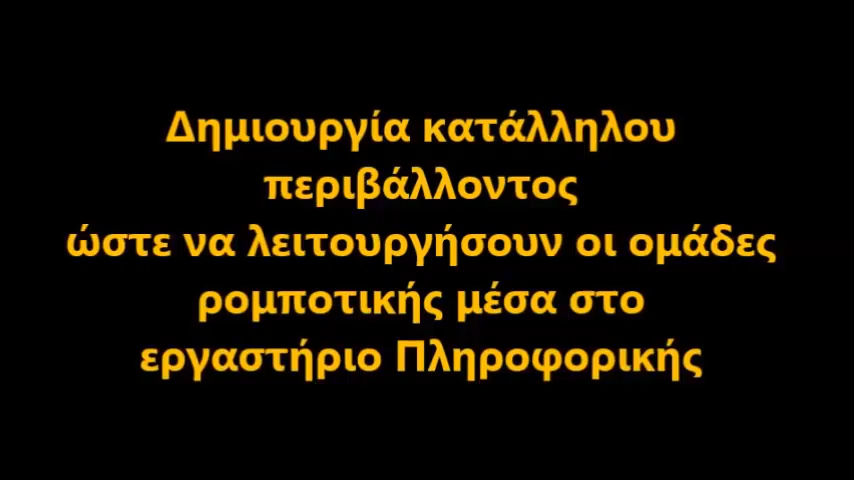 Δημιουργία κατάλληλου
περιβάλλοντος
ώστε να λειτουργήσουν οι ομάδες
ρομποτικής μέσα στο
εργαστήριο Πληροφορικής